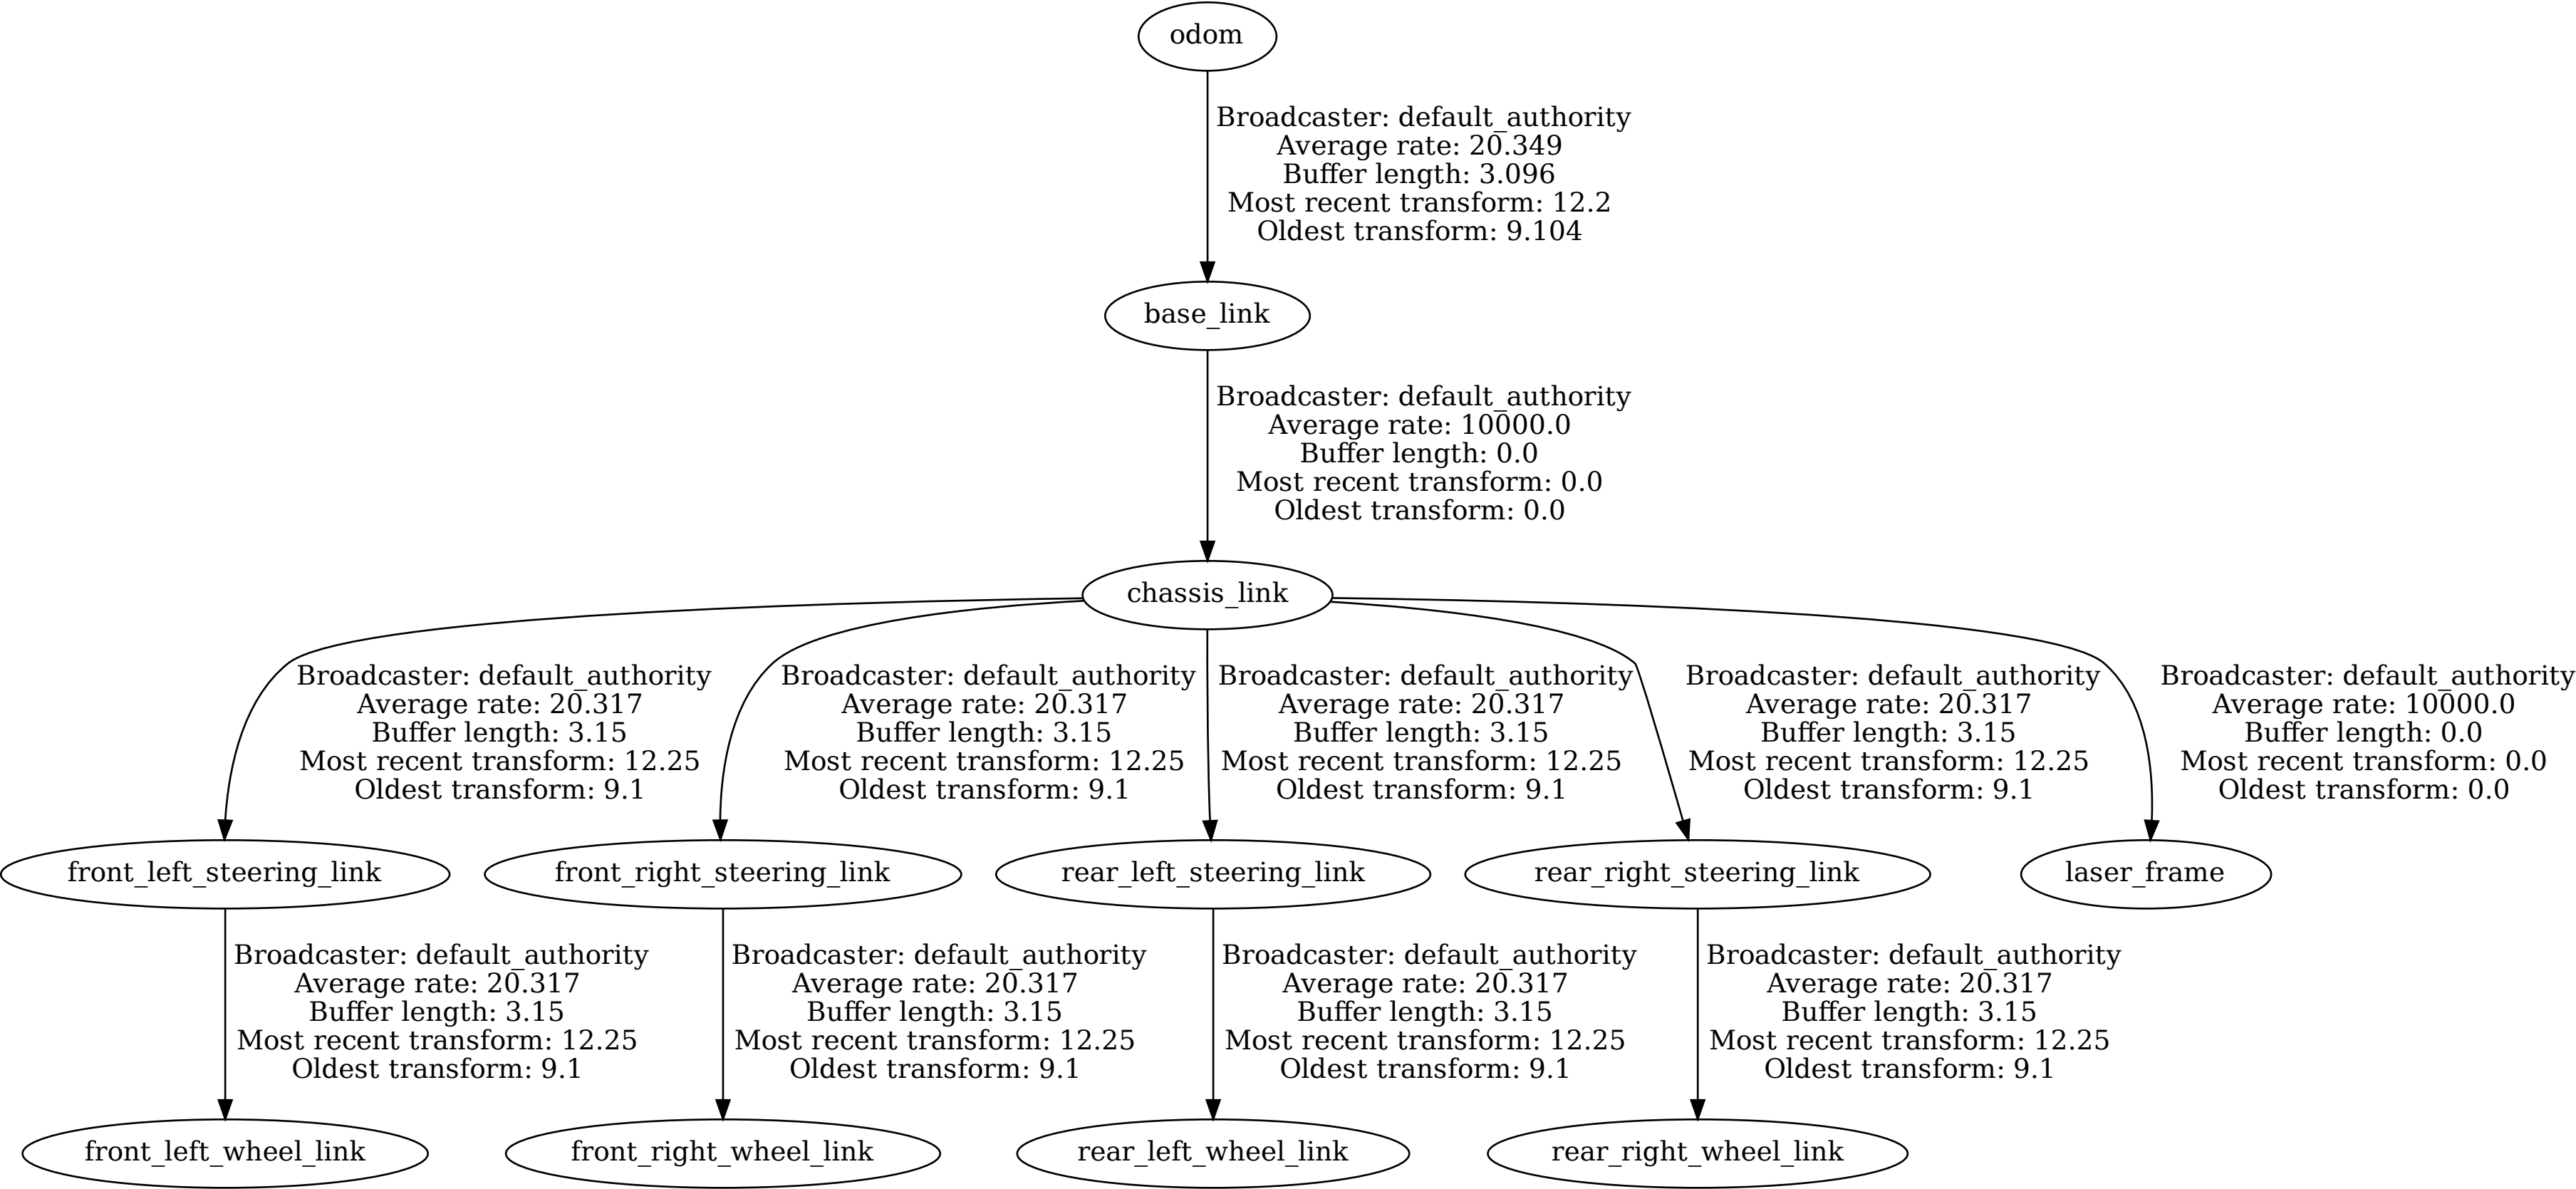 odom
Broadcaster: default_authority
Average rate: 20.349
Buffer length: 3.096
Most recent transform: 12.2
Oldest transform: 9.104
base_link
Broadcaster: default_authority
Average rate: 10000.0
Buffer length: 0.0
Most recent transform: 0.0
Oldest transform: 0.0
chassis_link
Broadcaster: default_authority
Average rate: 20.317
Buffer length: 3.15
Most recent transform: 12.25
Oldest transform: 9.1
Broadcaster: default_authority
Average rate: 20.317
Buffer length: 3.15
Most recent transform: 12.25
Oldest transform: 9.1
Broadcaster: default_authority
Average rate: 20.317
Buffer length: 3.15
Most recent transform: 12.25
Oldest transform: 9.1
Broadcaster: default_authority
Average rate: 20.317
Buffer length: 3.15
Most recent transform: 12.25
Oldest transform: 9.1
Broadcaster: default_authority
Average rate: 10000.0
Buffer length: 0.0
Most recent transform: 0.0
Oldest transform: 0.0
front_left_steering_link
front_right_steering_link
rear_left_steering_link
rear_right_steering_link
laser_frame
Broadcaster: default_authority
Average rate: 20.317
Buffer length: 3.15
Most recent transform: 12.25
Oldest transform: 9.1
Broadcaster: default_authority
Average rate: 20.317
Buffer length: 3.15
Most recent transform: 12.25
Oldest transform: 9.1
Broadcaster: default_authority
Average rate: 20.317
Buffer length: 3.15
Most recent transform: 12.25
Oldest transform: 9.1
Broadcaster: default_authority
Average rate: 20.317
Buffer length: 3.15
Most recent transform: 12.25
Oldest transform: 9.1
front_left_wheel_link
front_right_wheel_link
rear_left_wheel_link
rear_right_wheel_link